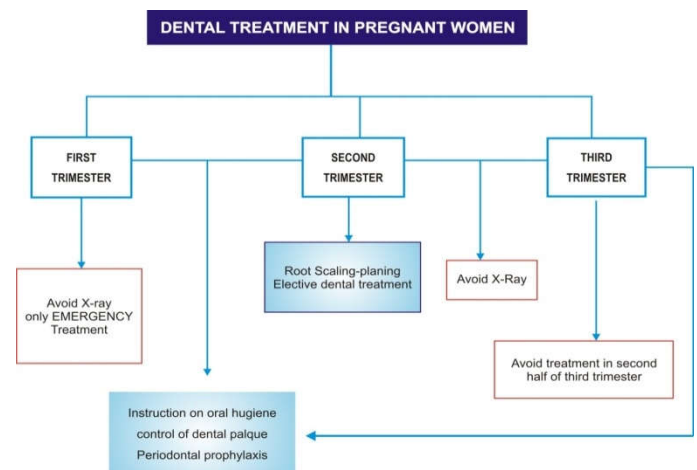 DENTAL TREATMENT IN PREGNANT WOMEN
FIRST
TRIMESTER
SECOND
TRIMESTER
THIRD
TRIMESTER
Root Scaling-planing
Elective dental treatment
Avoid X-Ray
Avoid X-ray
only EMERGENCY
Treatment
Avoid treatment in second
half of third trimester
Instruction on oral hugiene
control of dental palque
Periodontal prophylaxis